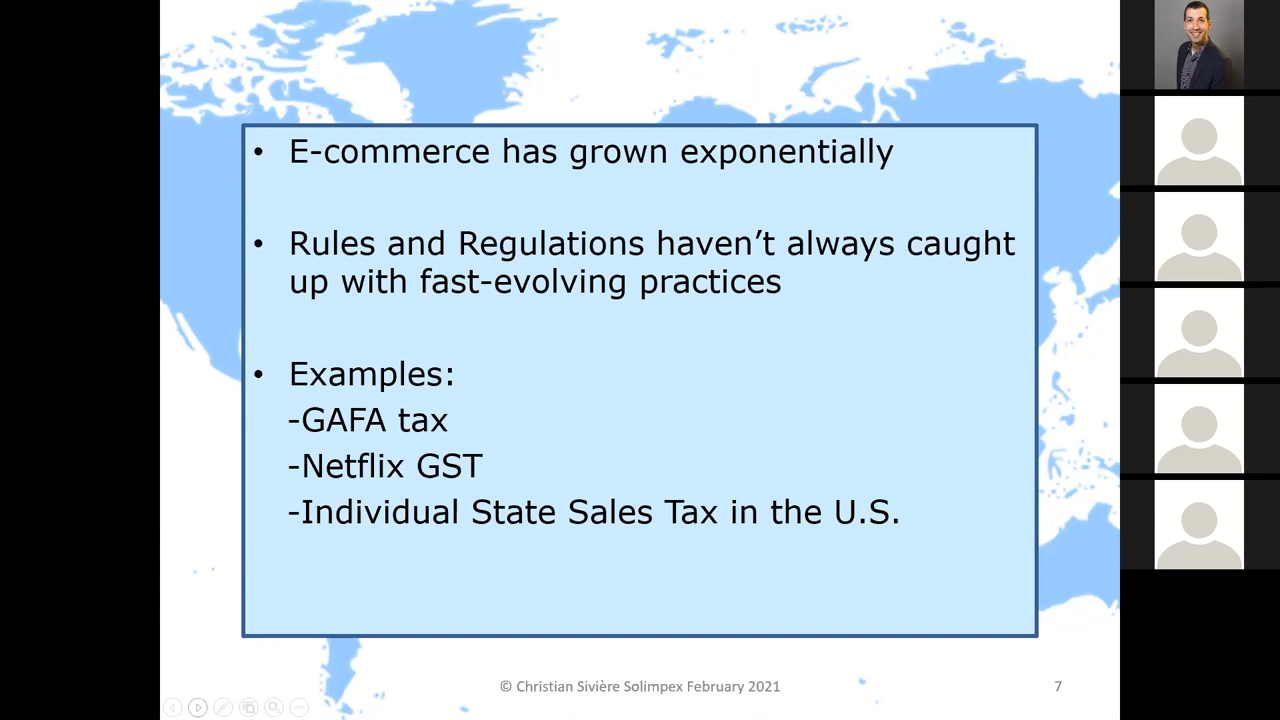 • E-commerce has grown exponentially
• Rules and Regulations haven’t always caught
up with fast-evolving practices
• Examples:
-GAFA tax
-Netflix GST
-Individual State Sales Tax in the U.S.
© Christian Sivière Solimpex February 2021
7